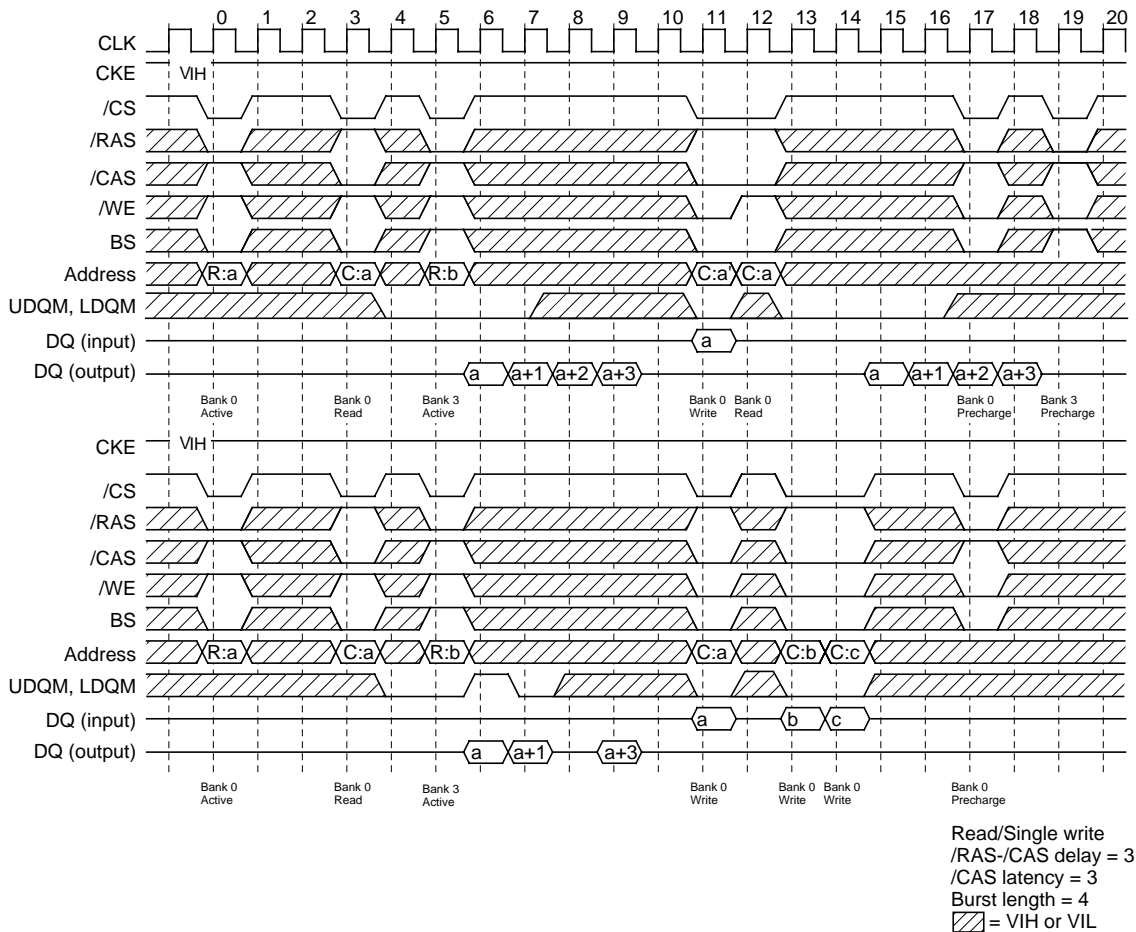 0 1 2 3 4 5 6 7 8 9 10 11 12 13 14 15 16 17 18 19 20
CLK
CKE VIH
/CS
/RAS
/CAS
/WE
BS
Address R:a C:a R:b C:a' C:a
UDQM, LDQM
DQ (input) a
DQ (output) a a+1 a+2 a+3 a a+1 a+2 a+3
Bank 0 Bank 0 Bank 3 Bank 0 Bank 0 Bank 0 Bank 3
Active Read Active Write Read Precharge Precharge
CKE VIH
/CS
/RAS
/CAS
/WE
BS
Address R:a C:a R:b C:a C:b C:c
UDQM, LDQM
DQ (input) a b c
DQ (output) a a+1 a+3
Bank 0 Bank 0 Bank 3 Bank 0 Bank 0 Bank 0 Bank 0
Active Read Active Write Write Write Precharge
Read/Single write
/RAS-/CAS delay = 3
/CAS latency = 3
Burst length = 4
= VIH or VIL